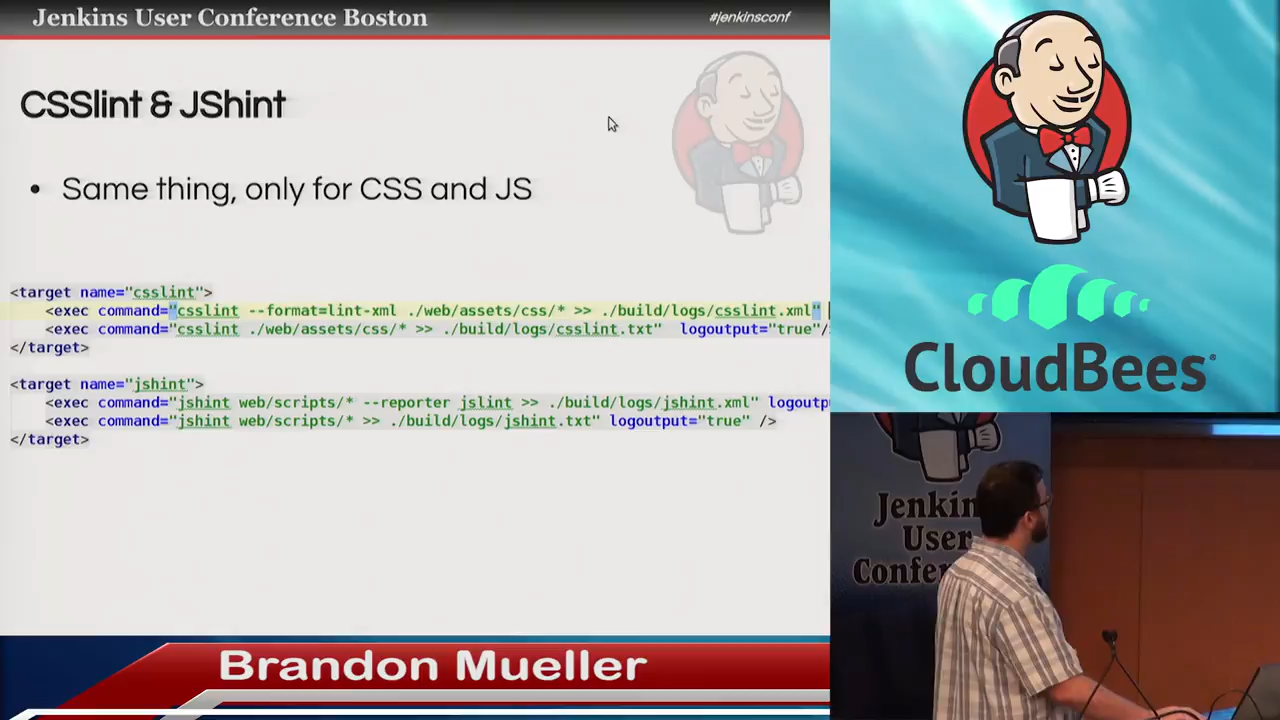 Jenkins User Conference Boston
#jenkinsconf
CSSlint & JShint
• Same thing, only for CSS and JS
<target name="csslint">
<exec command="csslint --format=lint-xml ./web/assets/css/* >> ./build/logs/csslint.xml"
<exec command="csslint ./web/assets/css/* >> ./build/logs/csslint.txt" logoutput="true"/
</target>
<target name="jshint">
<exec command="jshint web/scripts/* --reporter jslint >> ./build/logs/jshint.xml" logoutp
<exec command="jshint web/scripts/* >> ./build/logs/jshint.txt" logoutput="true" />
</target>
Brandon Mueller
CloudBees®
Jenkin
User
Confe